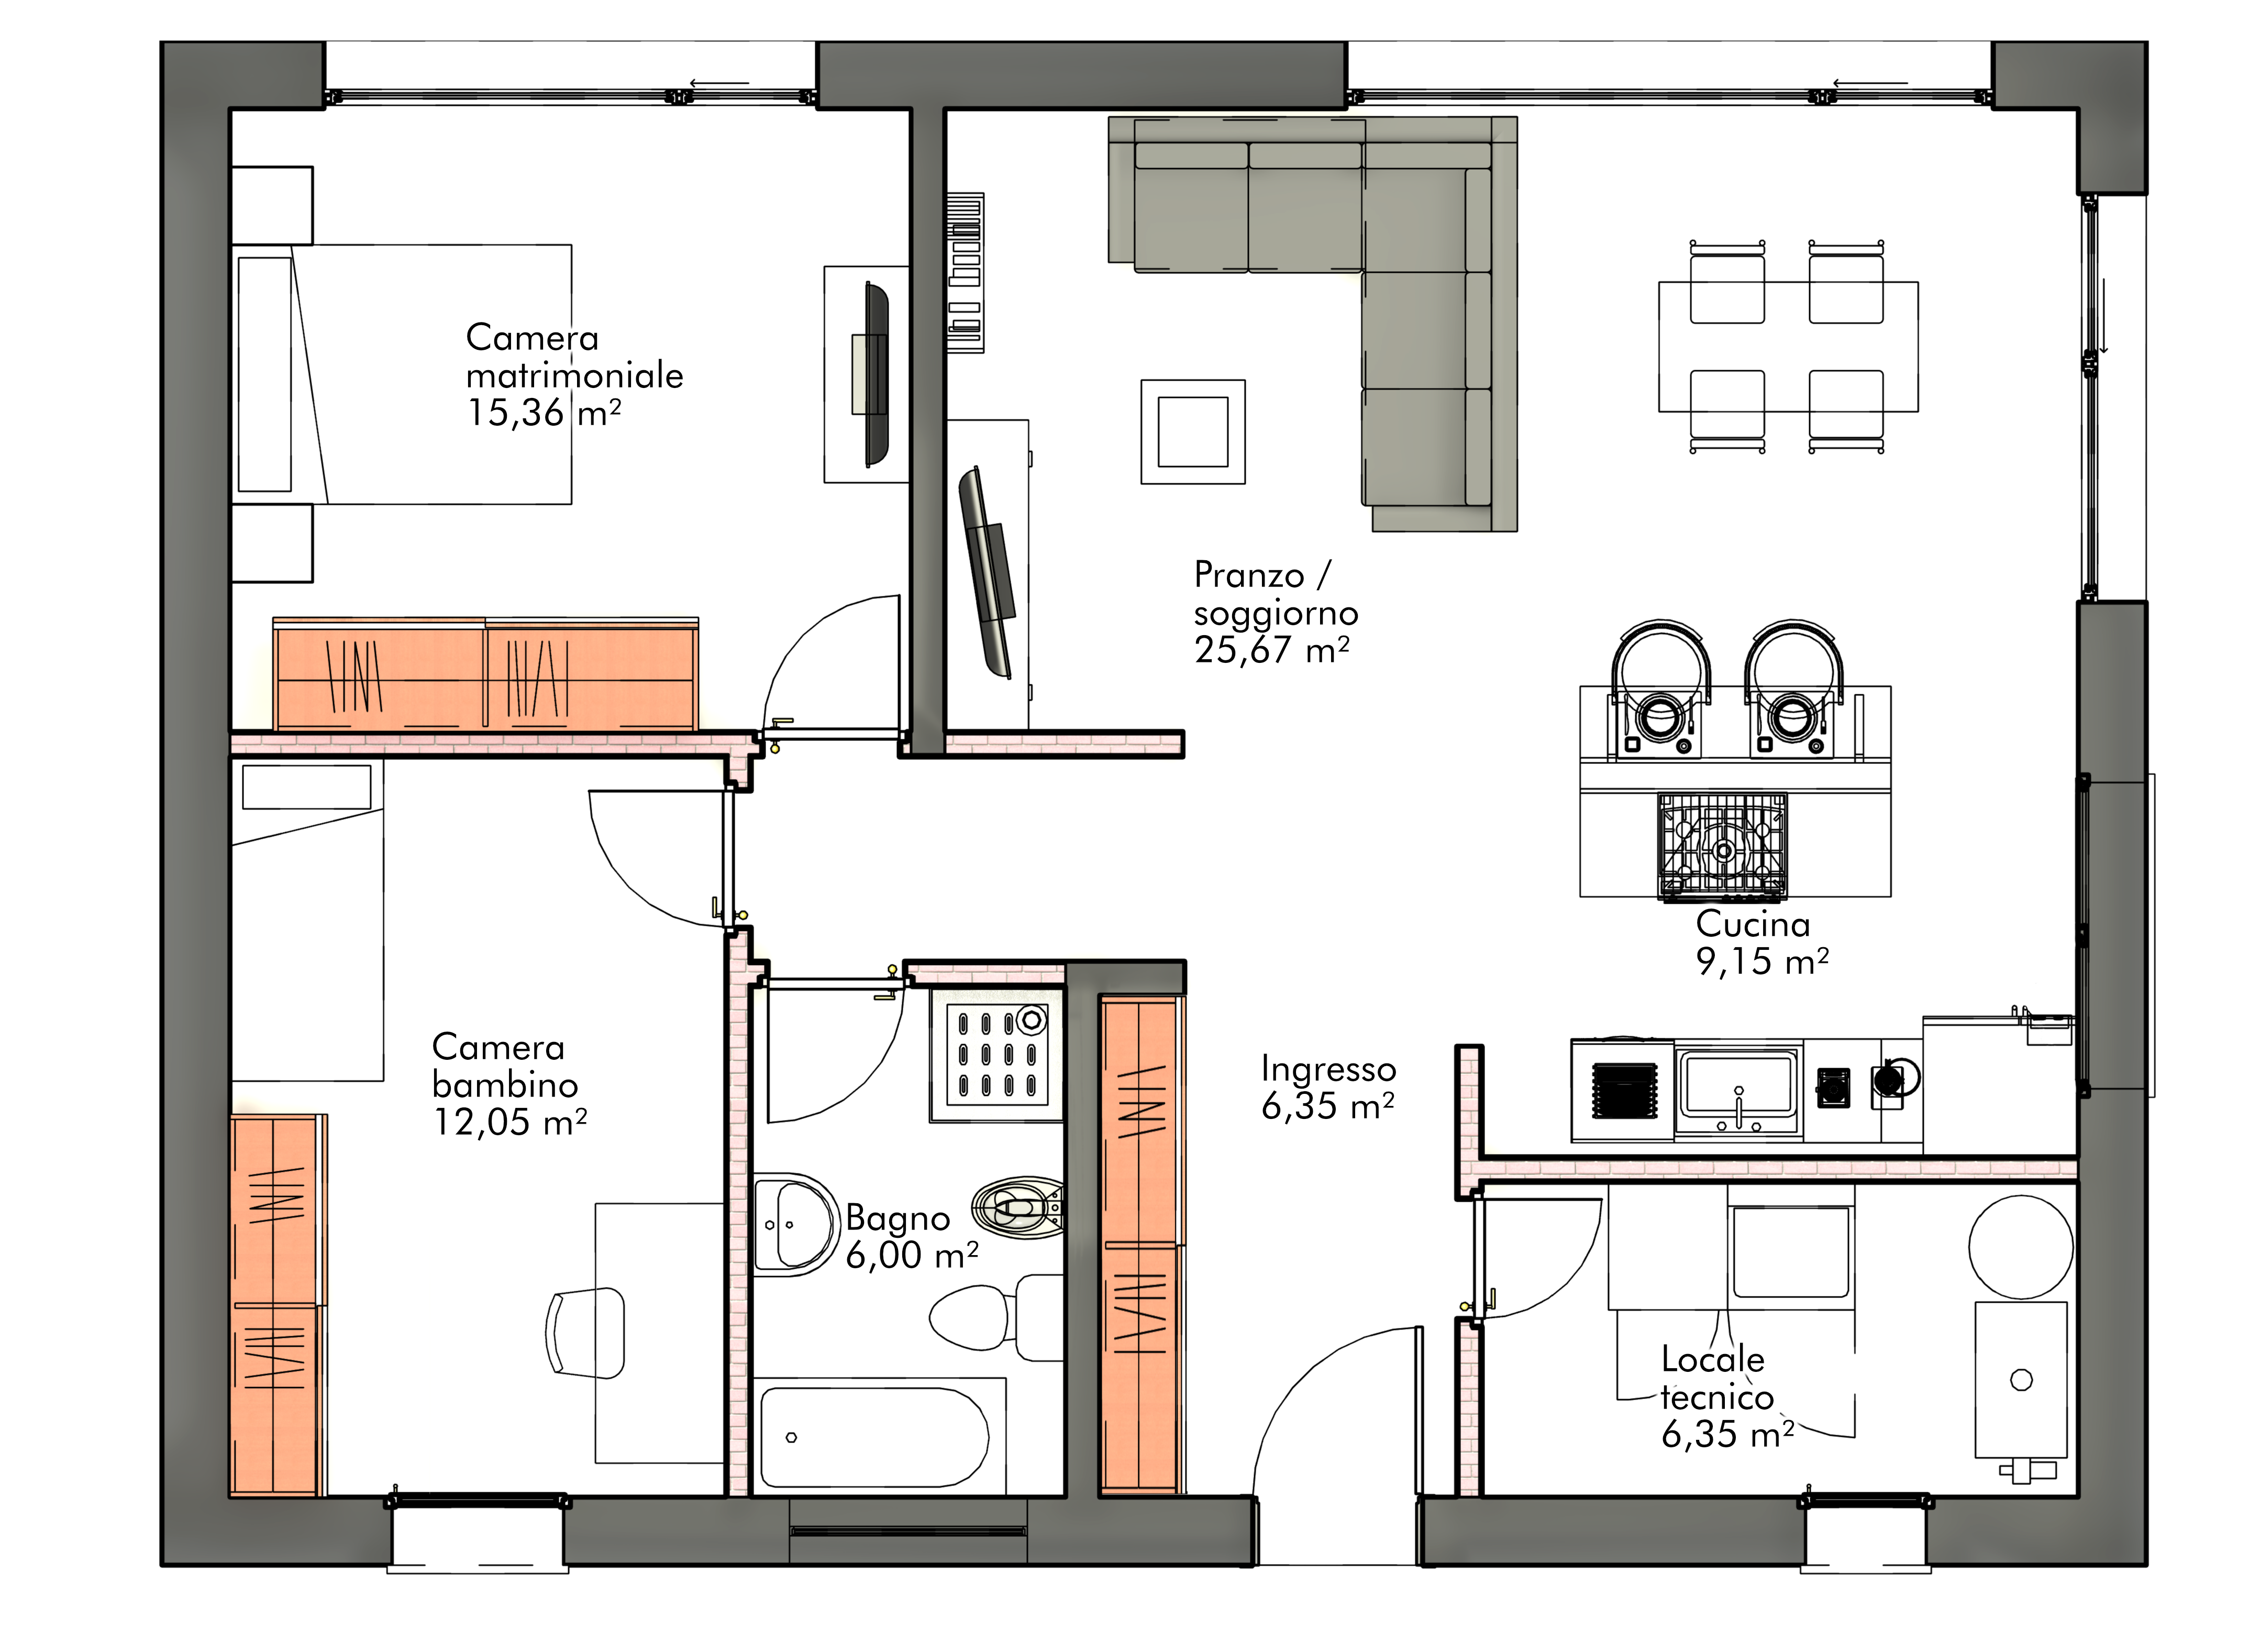 Camera
matrimoniale
15,36 m²
Pranzo /
soggiorno
25,67 m²
Cucina
9,15 m²
Camera
bambino
12,05 m²
Ingresso
6,35 m²
Bagno
6,00 m²
Locale
tecnico
6,35 m²